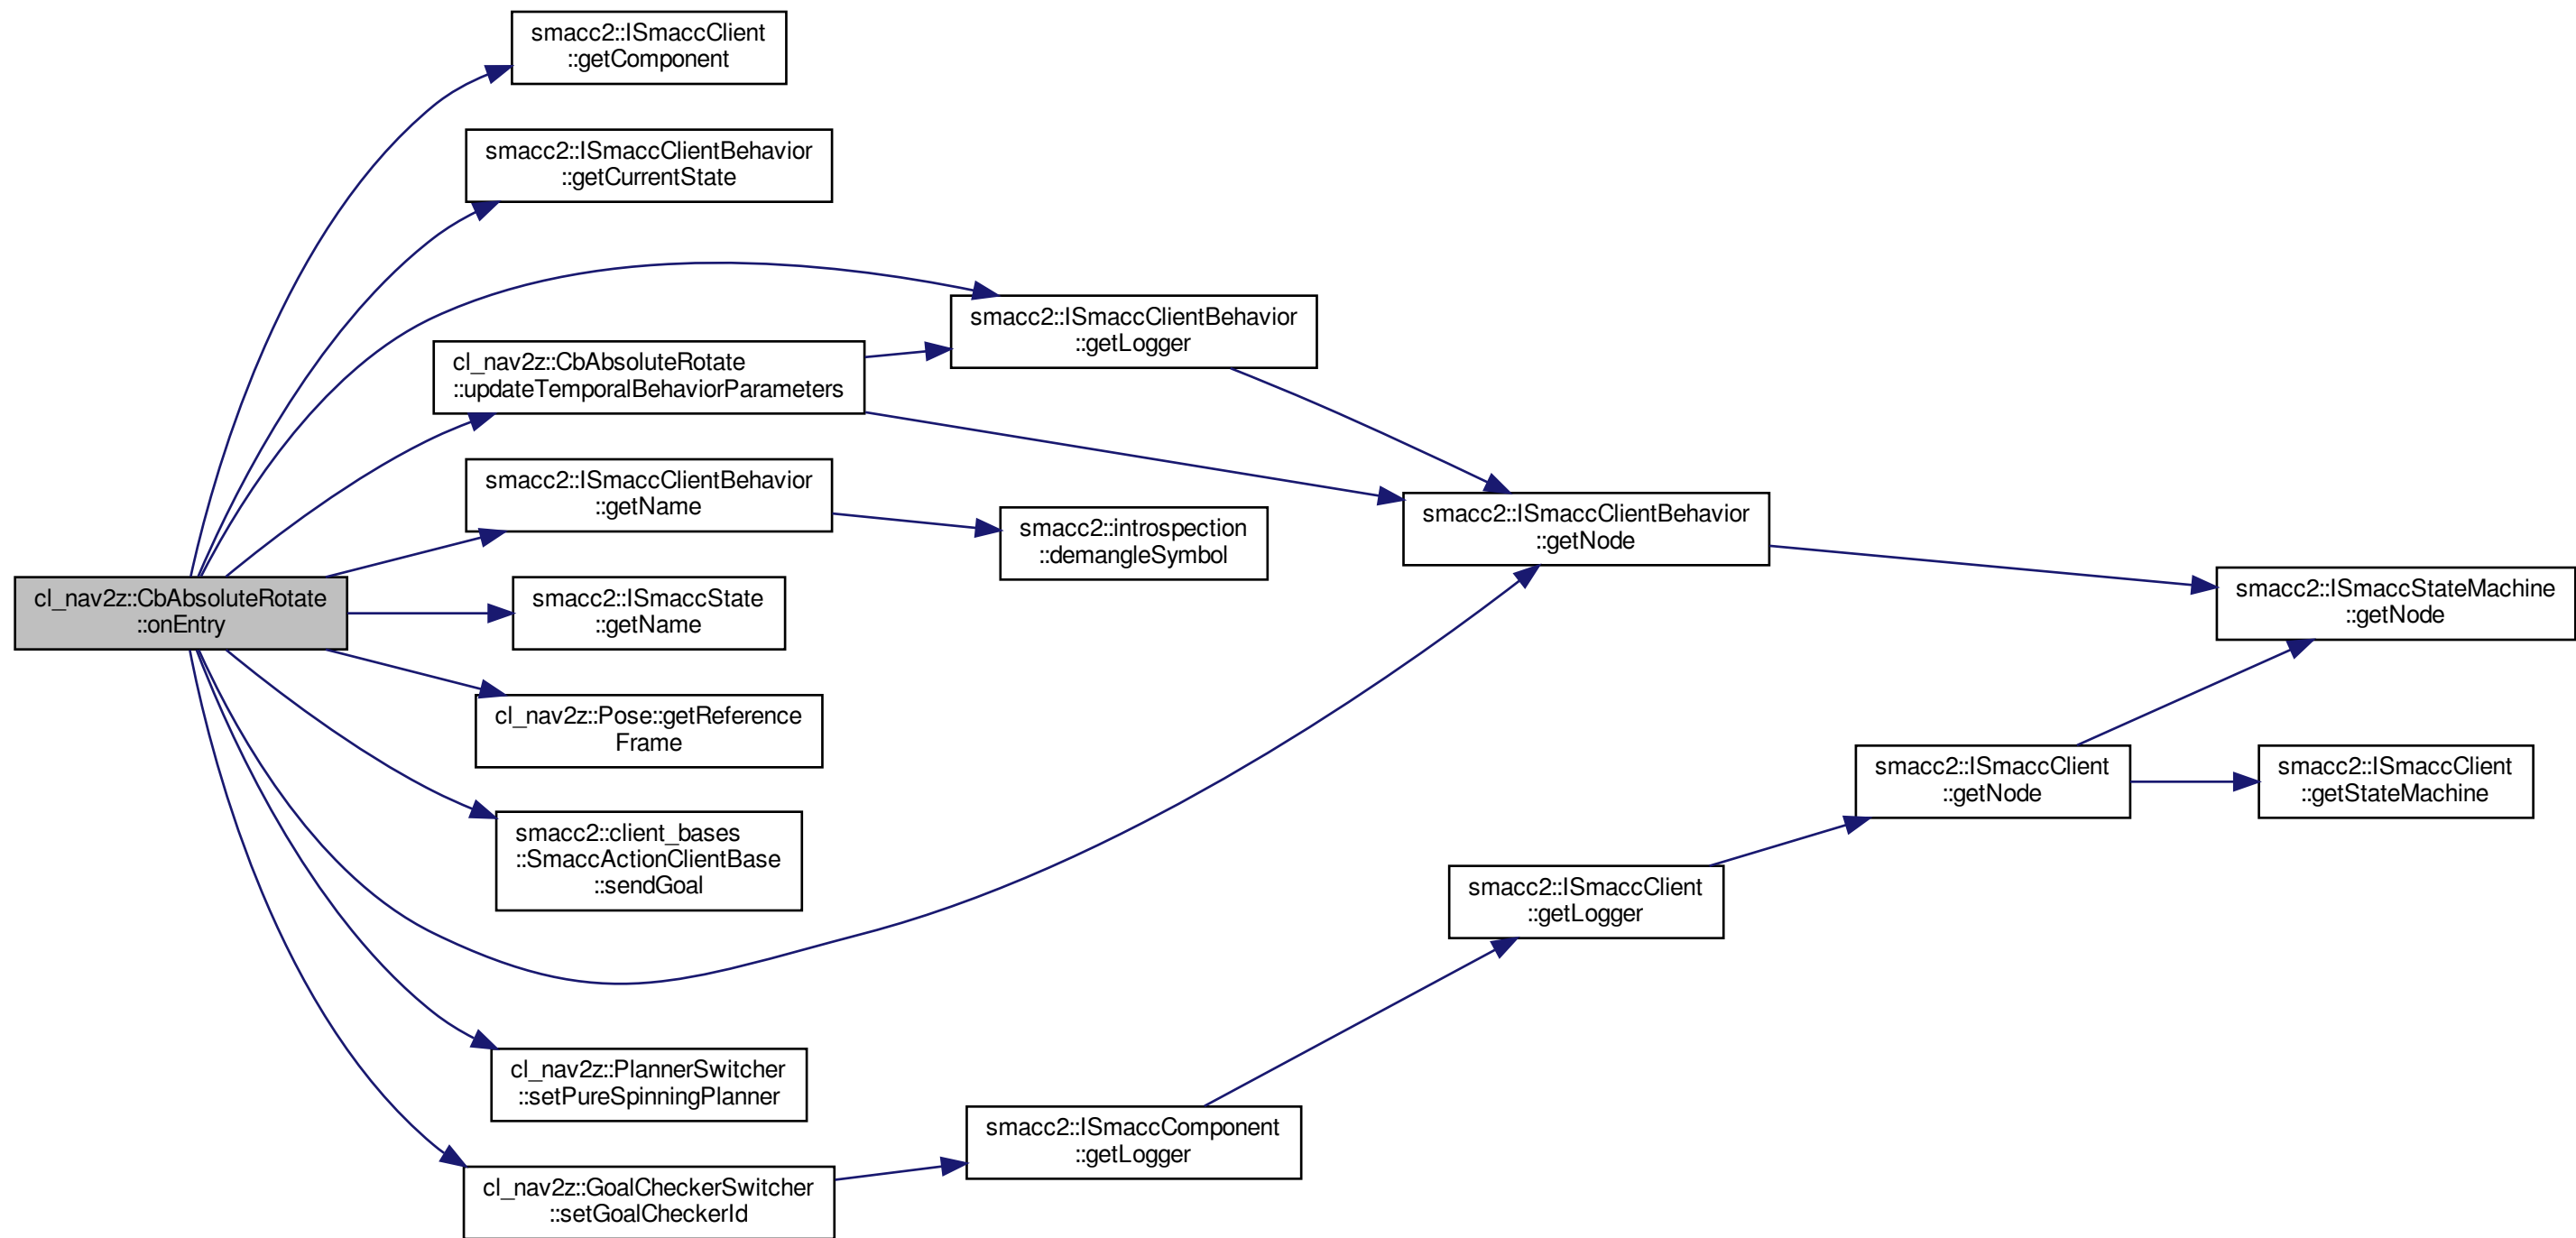 smacc2::ISmaccClient
::getComponent
smacc2::ISmaccClientBehavior
::getCurrentState
smacc2::ISmaccClientBehavior
::getLogger
cl_nav2z::CbAbsoluteRotate
::updateTemporalBehaviorParameters
smacc2::ISmaccClientBehavior
::getName
smacc2::introspection
::demangleSymbol
smacc2::ISmaccClientBehavior
::getNode
smacc2::ISmaccStateMachine
::getNode
cl_nav2z::CbAbsoluteRotate
::onEntry
smacc2::ISmaccState
::getName
cl_nav2z::Pose::getReference
Frame
smacc2::ISmaccClient
::getNode
smacc2::ISmaccClient
::getStateMachine
smacc2::client_bases
::SmaccActionClientBase
::sendGoal
smacc2::ISmaccClient
::getLogger
cl_nav2z::PlannerSwitcher
::setPureSpinningPlanner
smacc2::ISmaccComponent
::getLogger
cl_nav2z::GoalCheckerSwitcher
::setGoalCheckerId